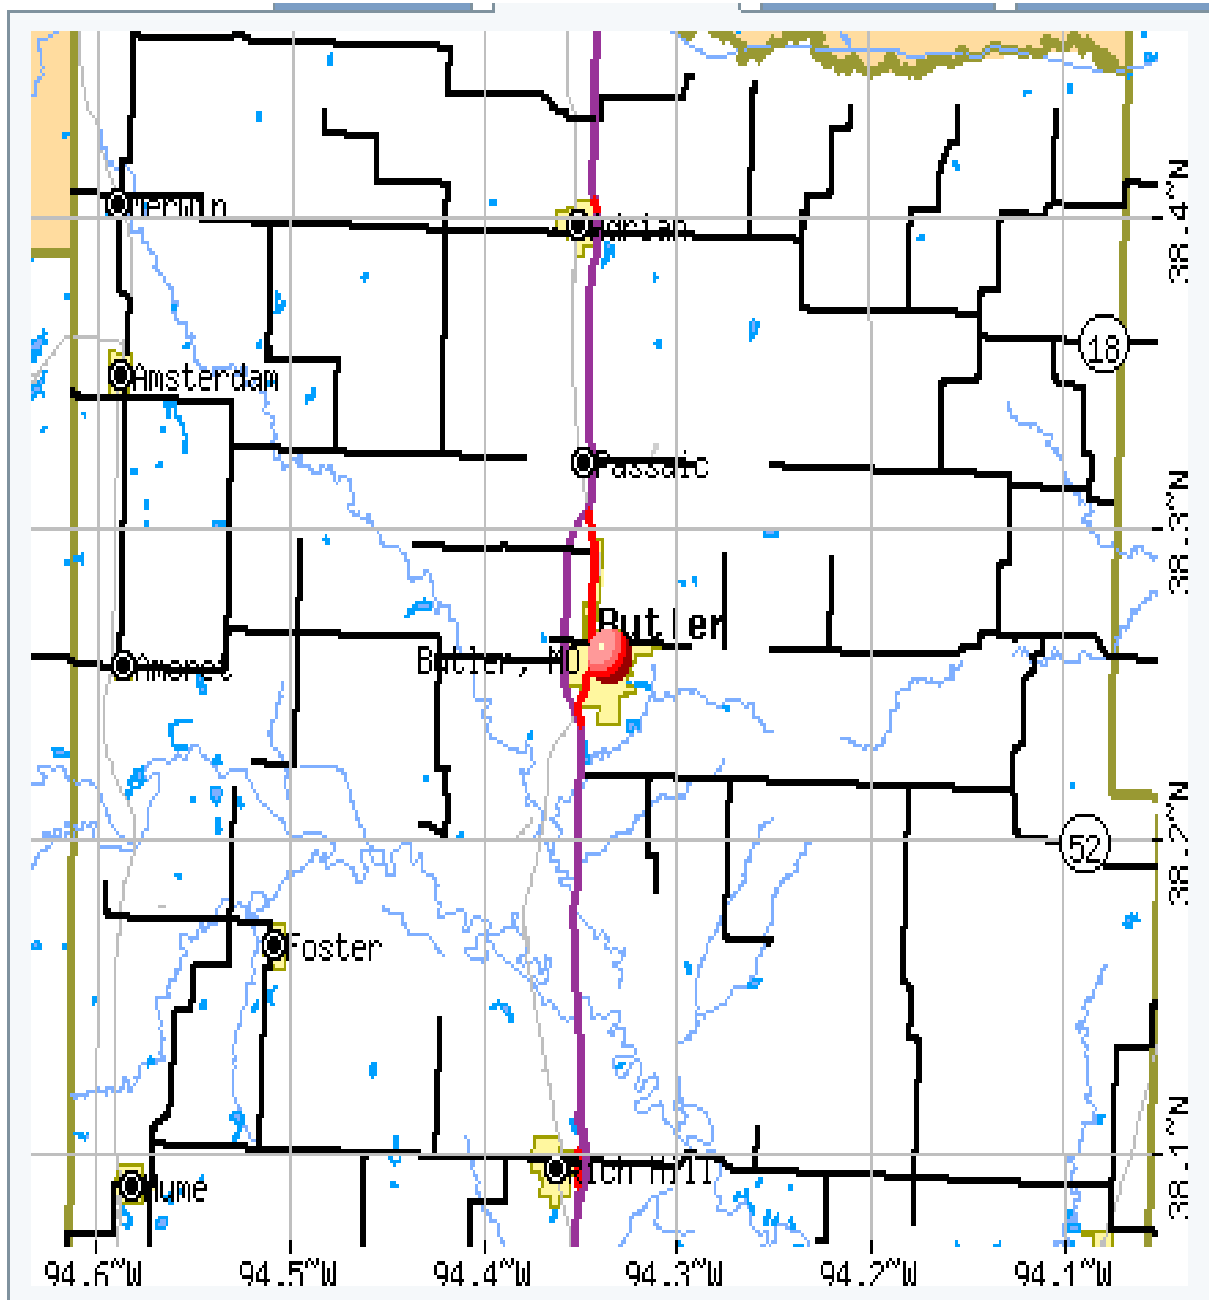 Merwin
Adrian
38.4°N
18
Amsterdam
Passaic
38.3°N
Butler
Butler, MO
Amoret
38.2°N
52
Foster
38.1°N
Rich Hill
Hume
94.6°W 94.5°W 94.4°W 94.3°W 94.2°W 94.1°W